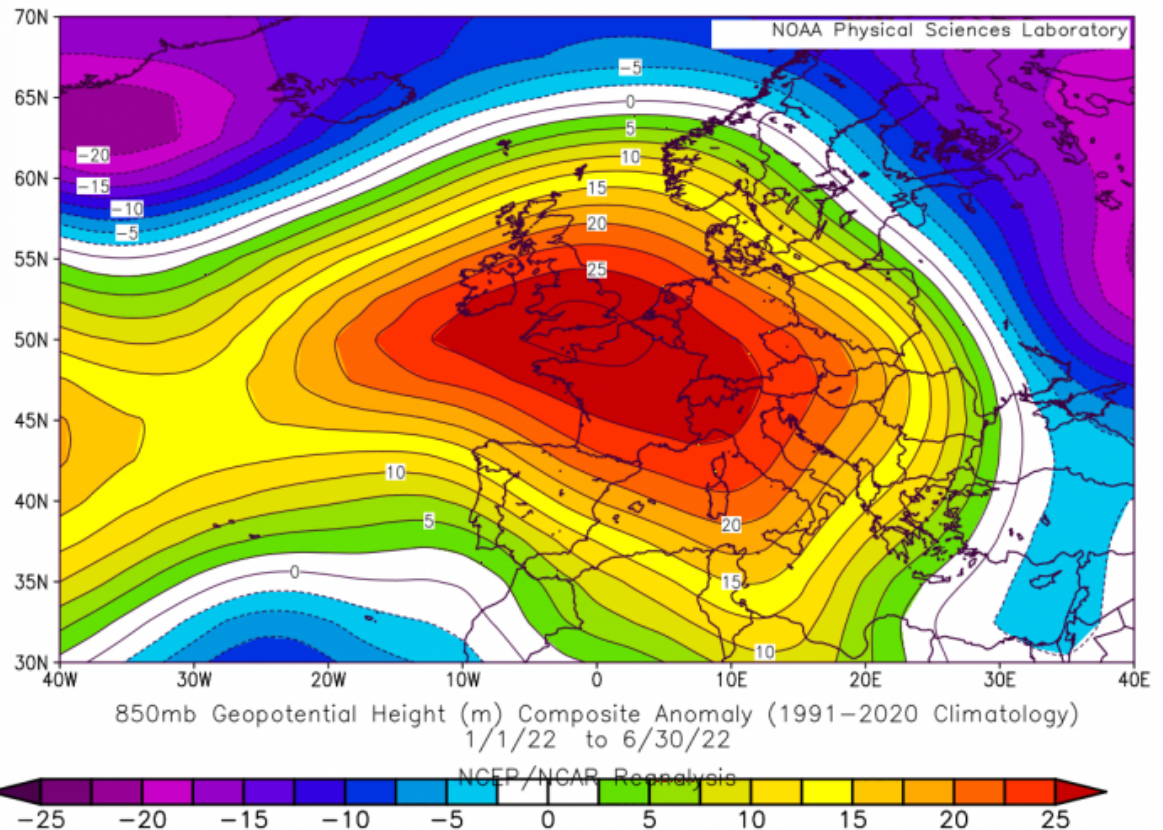 70N
NOAA Physical Sciences Laboratory
-5
65N
0
5
-20
10
60N
-15
15
-10
20
-5
55N
25
50N
45N
10
40N
5
20
35N
15
0
10
30N
40W 30W 20W 10W 0 10E 20E 30E 40E
850mb Geopotential Height (m) Composite Anomaly (1991-2020 Climatology)
1/1/22 to 6/30/22
NCEP/NCAR Reanalysis
-25 -20 -15 -10 -5 0 5 10 15 20 25